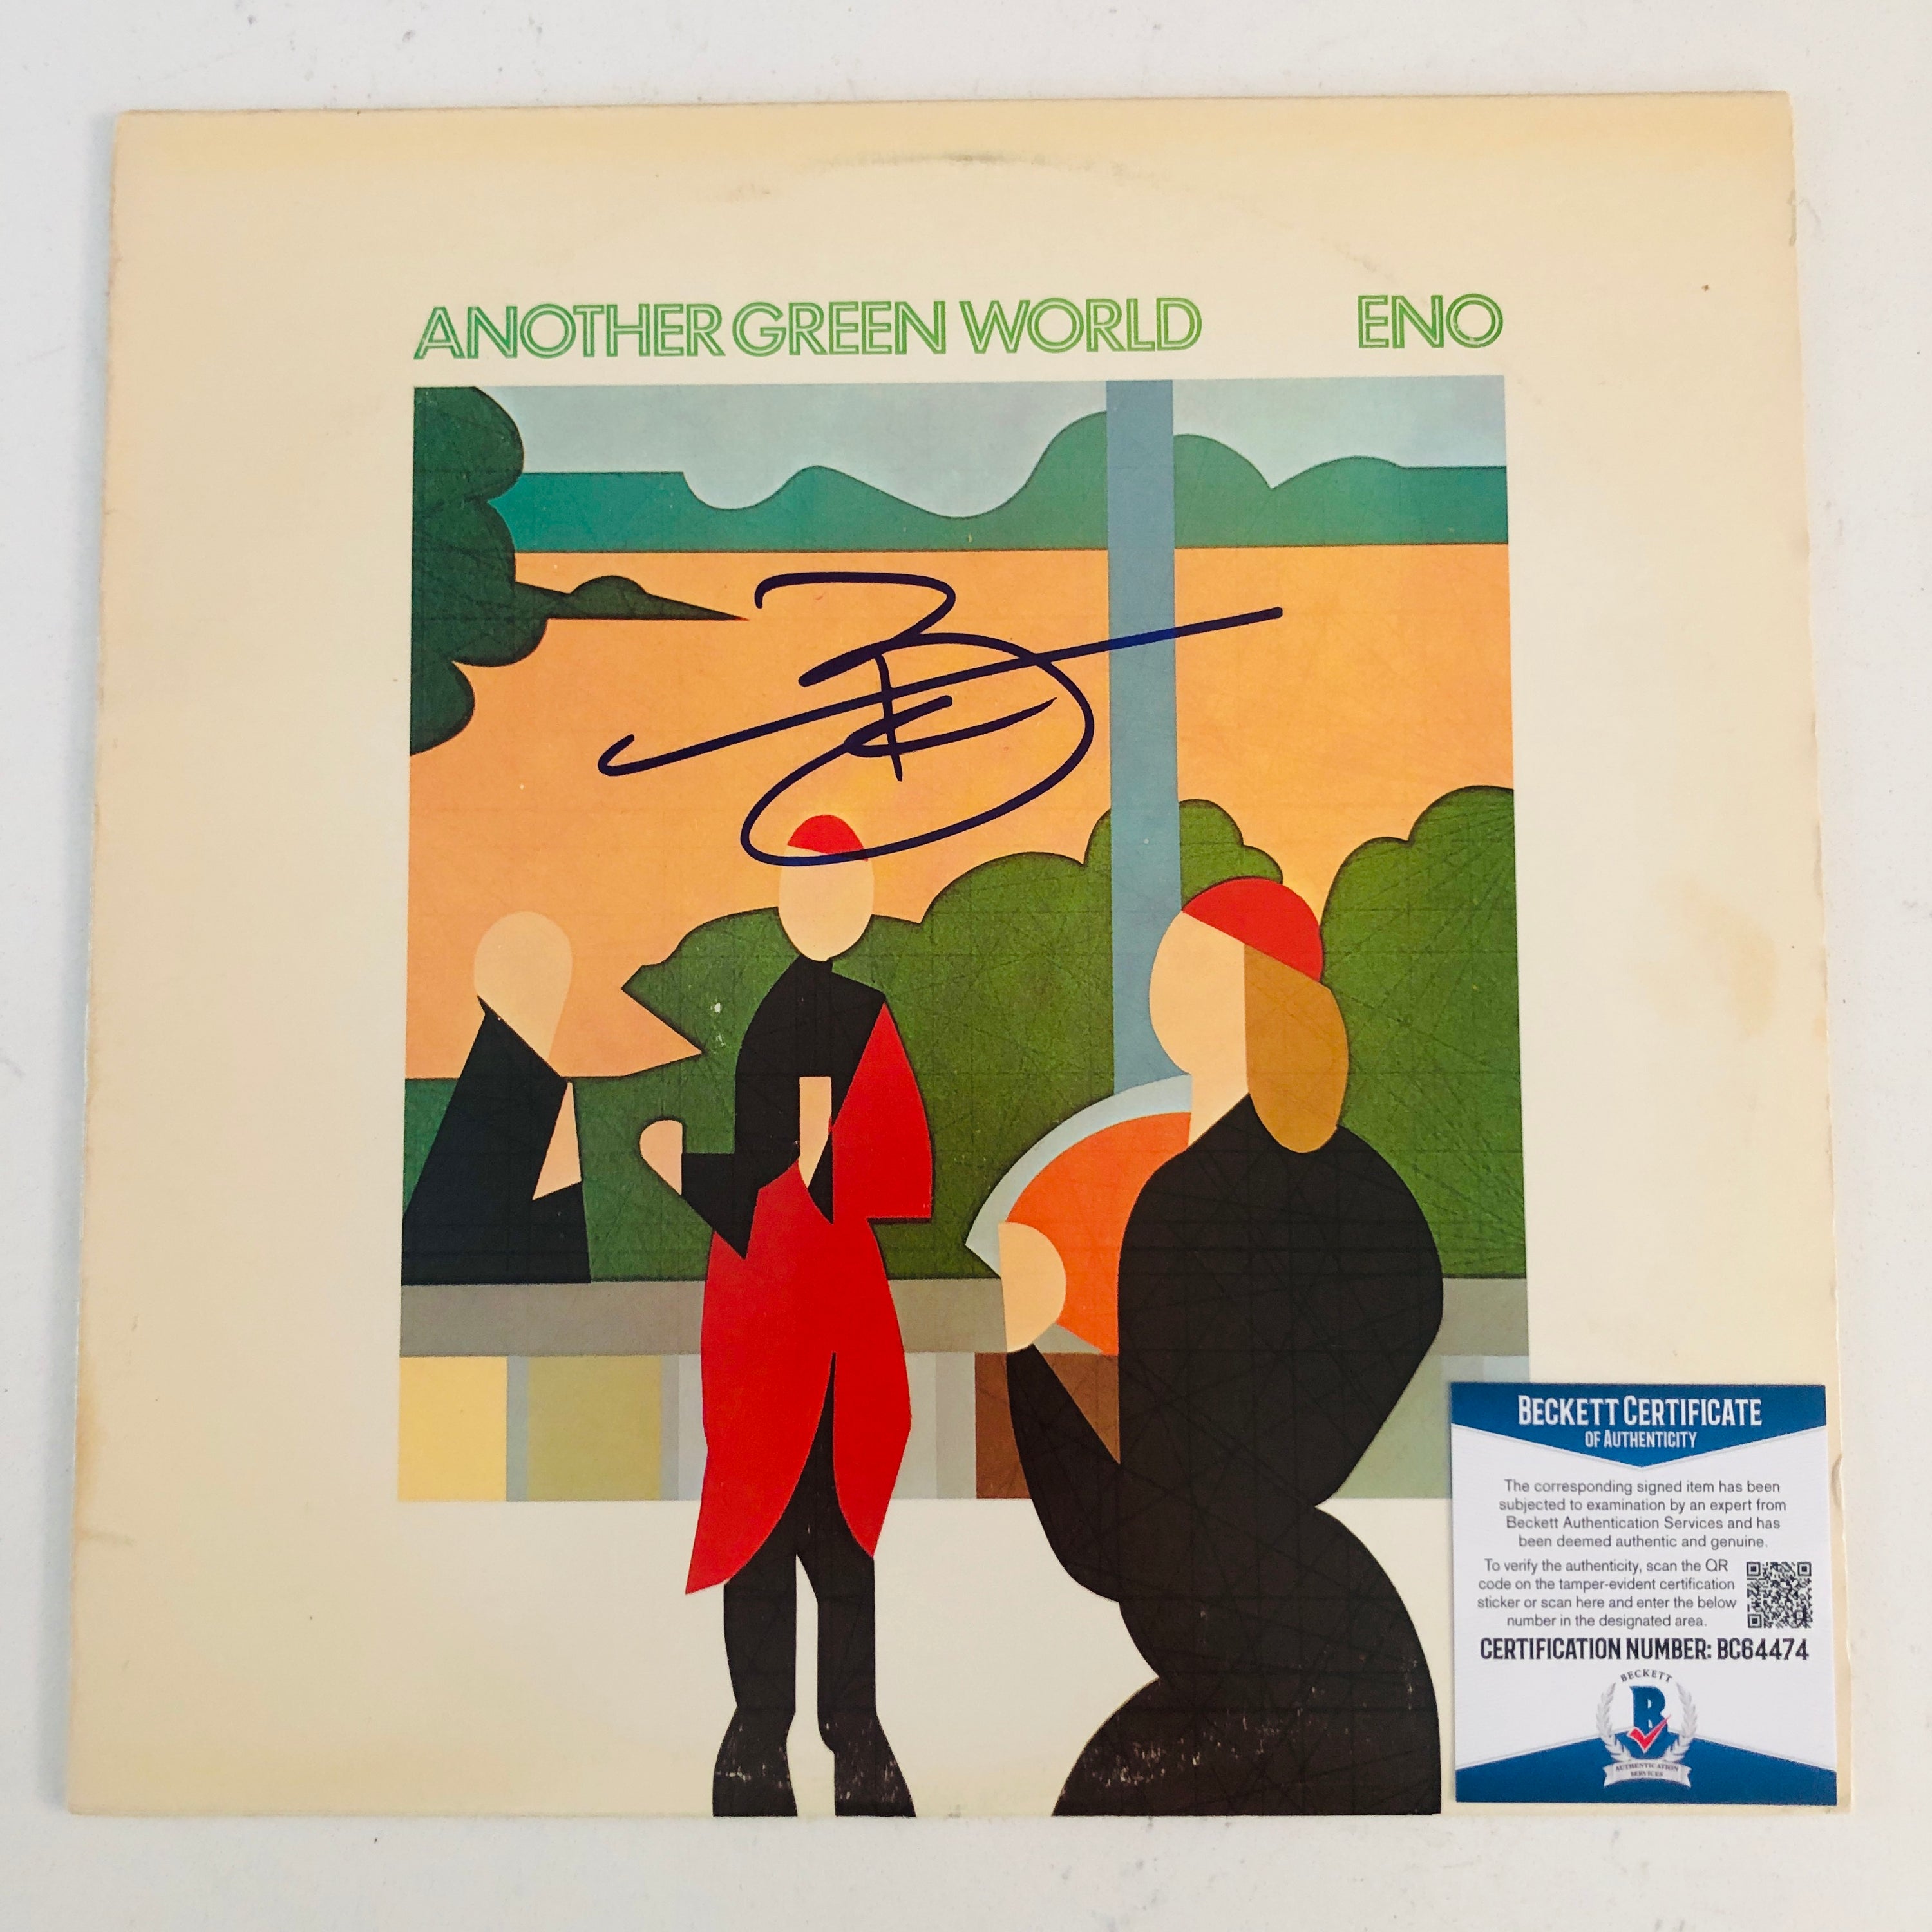 ANOTHER GREEN WORLD ENO
BECKETT CERTIFICATE
OF AUTHENTICITY
The corresponding signed item has been
subjected to examination by an expert from
Beckett Authentication Services and has
been deemed authentic and genuine.
To verify the authenticity, scan the QR
code on the tamper-evident certification
sticker or scan here and enter the below
number in the designated area.
CERTIFICATION NUMBER: BC64474
BECKETT
B
AUTHENTICATION
SERVICES